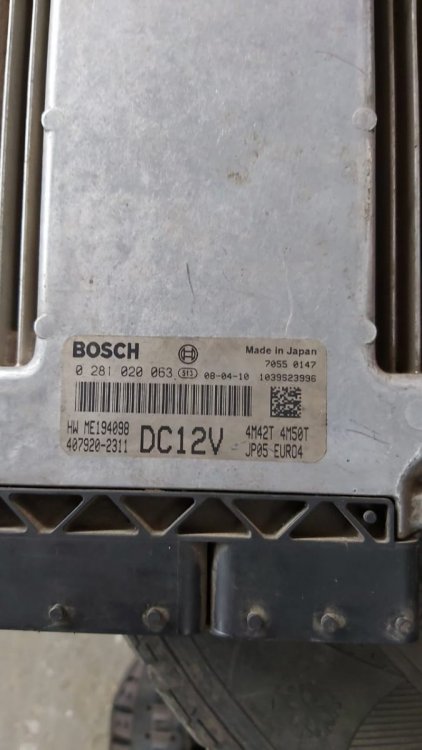 BOSCH
Made in Japan
7055 0147
0 281 020 063 08-04-10 1039S23996
HW ME194098
407920-2311
DC12V
4M42T 4M50T
JP05 EURO4